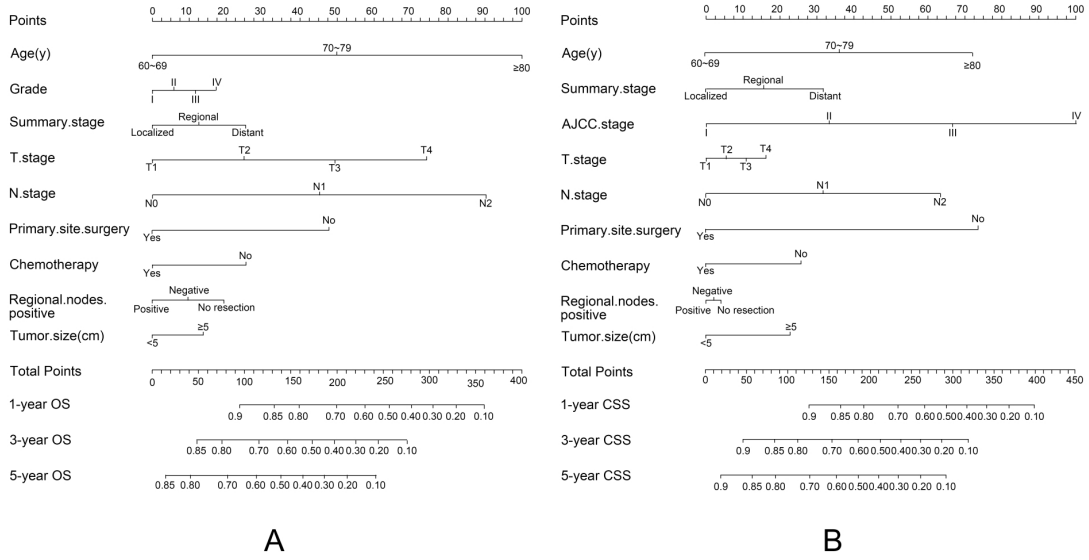 Points
0 10 20 30 40 50 60 70 80 90 100
Age(y)
70~79
60~69 ≥80
Grade
II IV
I III
Summary.stage
Regional
Localized Distant
T.stage
T2 T4
T1 T3
N.stage
N1
N0 N2
Primary.site.surgery
No
Yes
Chemotherapy
No
Yes
Regional.nodes.
positive
Negative
Positive No resection
Tumor.size(cm)
≥5
<5
Total Points
0 50 100 150 200 250 300 350 400
1-year OS
0.9 0.85 0.80 0.70 0.60 0.50 0.40 0.30 0.20 0.10
3-year OS
0.85 0.80 0.70 0.60 0.50 0.40 0.30 0.20 0.10
5-year OS
0.85 0.80 0.70 0.60 0.50 0.40 0.30 0.20 0.10
A
Points
0 10 20 30 40 50 60 70 80 90 100
Age(y)
70~79
60~69 ≥80
Summary.stage
Regional
Localized Distant
AJCC.stage
II IV
I III
T.stage
T2 T4
T1 T3
N.stage
N1
N0 N2
Primary.site.surgery
No
Yes
Chemotherapy
No
Yes
Regional.nodes.
positive
Negative
Positive No resection
Tumor.size(cm)
≥5
<5
Total Points
0 50 100 150 200 250 300 350 400 450
1-year CSS
0.9 0.85 0.80 0.70 0.60 0.50 0.40 0.30 0.20 0.10
3-year CSS
0.9 0.85 0.80 0.70 0.60 0.50 0.40 0.30 0.20 0.10
5-year CSS
0.9 0.85 0.80 0.70 0.60 0.50 0.40 0.30 0.20 0.10
B